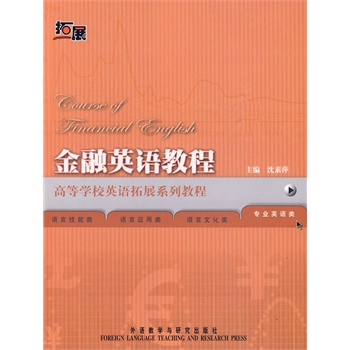 拓展
Course of
Financial English
金融英语教程
主编 沈素萍
高等学校英语拓展系列教程
语言技能类 语言应用类 语言文化类 专业英语类
外语教学与研究出版社
FOREIGN LANGUAGE TEACHING AND RESEARCH PRESS